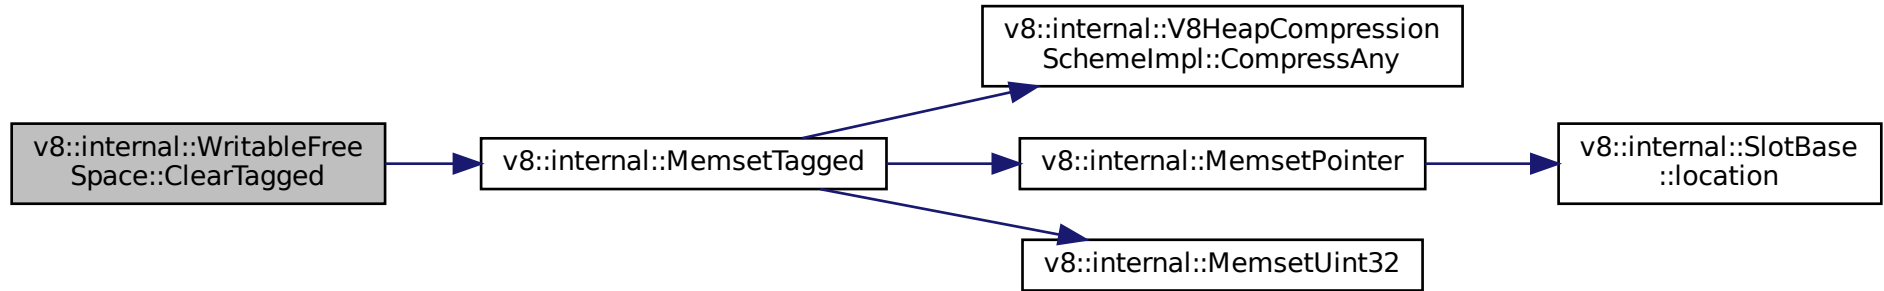 v8::internal::WritableFree
Space::ClearTagged
v8::internal::MemsetTagged
v8::internal::V8HeapCompression
SchemeImpl::CompressAny
v8::internal::MemsetPointer
v8::internal::SlotBase
::location
v8::internal::MemsetUint32